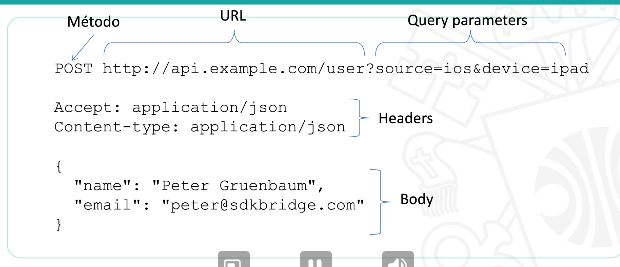 Método
URL
Query parameters
POST http://api.example.com/user?source=ios&device=ipad
Accept: application/json
Content-type: application/json
Headers
{
"name": "Peter Gruenbaum",
"email": "peter@sdkbridge.com"
}
Body